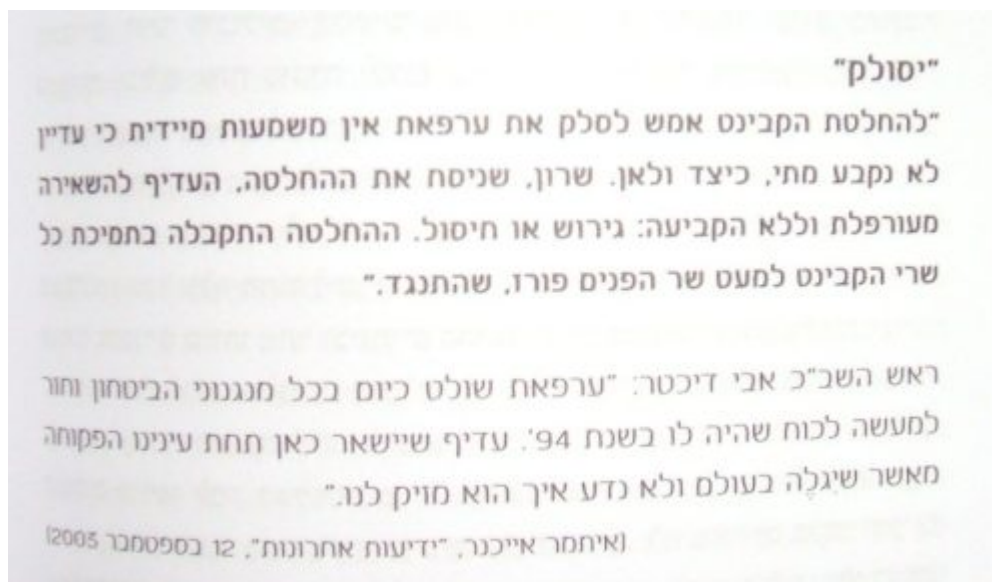 "יסולק"
"להחלטת הקבינט אמש לסלק את ערפאת אין משמעות מיידית כי עדיין
לא נקבע מתי, כיצד ולאן. שרון, שניסח את ההחלטה, העדיף להשאירה
מעורפלת וללא הקביעה: גירוש או חיסול. ההחלטה התקבלה בתמיכת כל
שרי הקבינט למעט שר הפנים פורז, שהתנגד."
ראש השב"כ אבי דיכטר: "ערפאת שולט כיום בכל מנגנוני הביטחון וחזר
למעשה לכוח שהיה לו בשנת 94'. עדיף שיישאר כאן תחת עינינו הפקוחה
מאשר שיִגלֶה בעולם ולא נדע איך הוא מזיק לנו."
(איתמר אייכנר, "ידיעות אחרונות", 12 בספטמבר 2003)